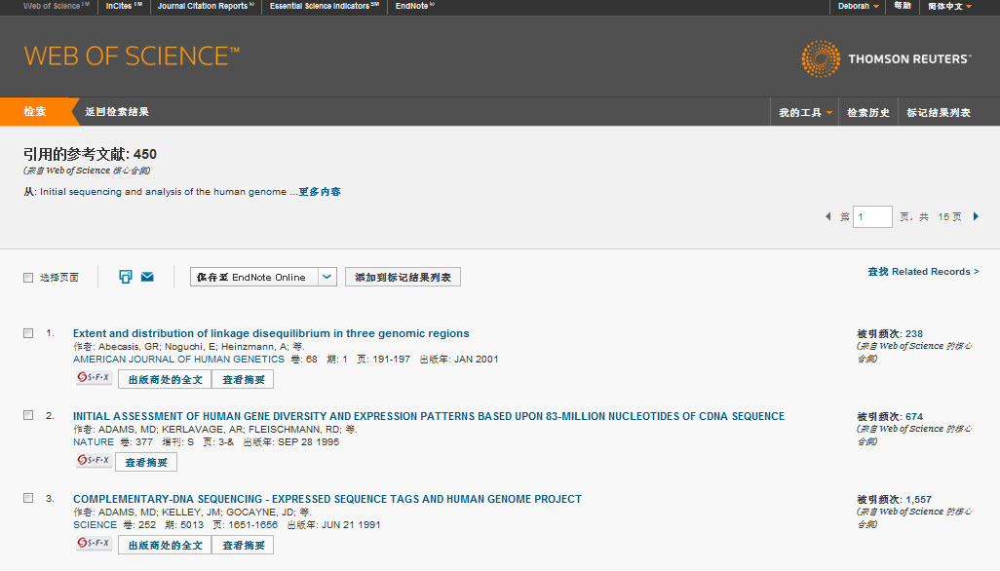 Web of Science™ InCites™ Journal Citation Reports® Essential Science Indicators℠ EndNote® Deborah 帮助 简体中文
WEB OF SCIENCE™
THOMSON REUTERS™
检索 返回检索结果 我的工具 检索历史 标记结果列表
引用的参考文献: 450
(来自 Web of Science 核心合集)
从: Initial sequencing and analysis of the human genome ...更多内容
第 1 页，共 15 页
选择页面 保存至 EndNote Online 添加到标记结果列表 查找 Related Records >
1. Extent and distribution of linkage disequilibrium in three genomic regions
作者: Abecasis, GR; Noguchi, E; Heinzmann, A; 等.
AMERICAN JOURNAL OF HUMAN GENETICS 卷: 68 期: 1 页: 191-197 出版年: JAN 2001
S·F·X 出版商处的全文 查看摘要
被引频次: 238
(来自 Web of Science 的核心
合集)
2. INITIAL ASSESSMENT OF HUMAN GENE DIVERSITY AND EXPRESSION PATTERNS BASED UPON 83-MILLION NUCLEOTIDES OF CDNA SEQUENCE
作者: ADAMS, MD; KERLAVAGE, AR; FLEISCHMANN, RD; 等.
NATURE 卷: 377 增刊: S 页: 3-& 出版年: SEP 28 1995
S·F·X 查看摘要
被引频次: 674
(来自 Web of Science 的核心
合集)
3. COMPLEMENTARY-DNA SEQUENCING - EXPRESSED SEQUENCE TAGS AND HUMAN GENOME PROJECT
作者: ADAMS, MD; KELLEY, JM; GOCAYNE, JD; 等.
SCIENCE 卷: 252 期: 5013 页: 1651-1656 出版年: JUN 21 1991
S·F·X 出版商处的全文 查看摘要
被引频次: 1,557
(来自 Web of Science 的核心
合集)